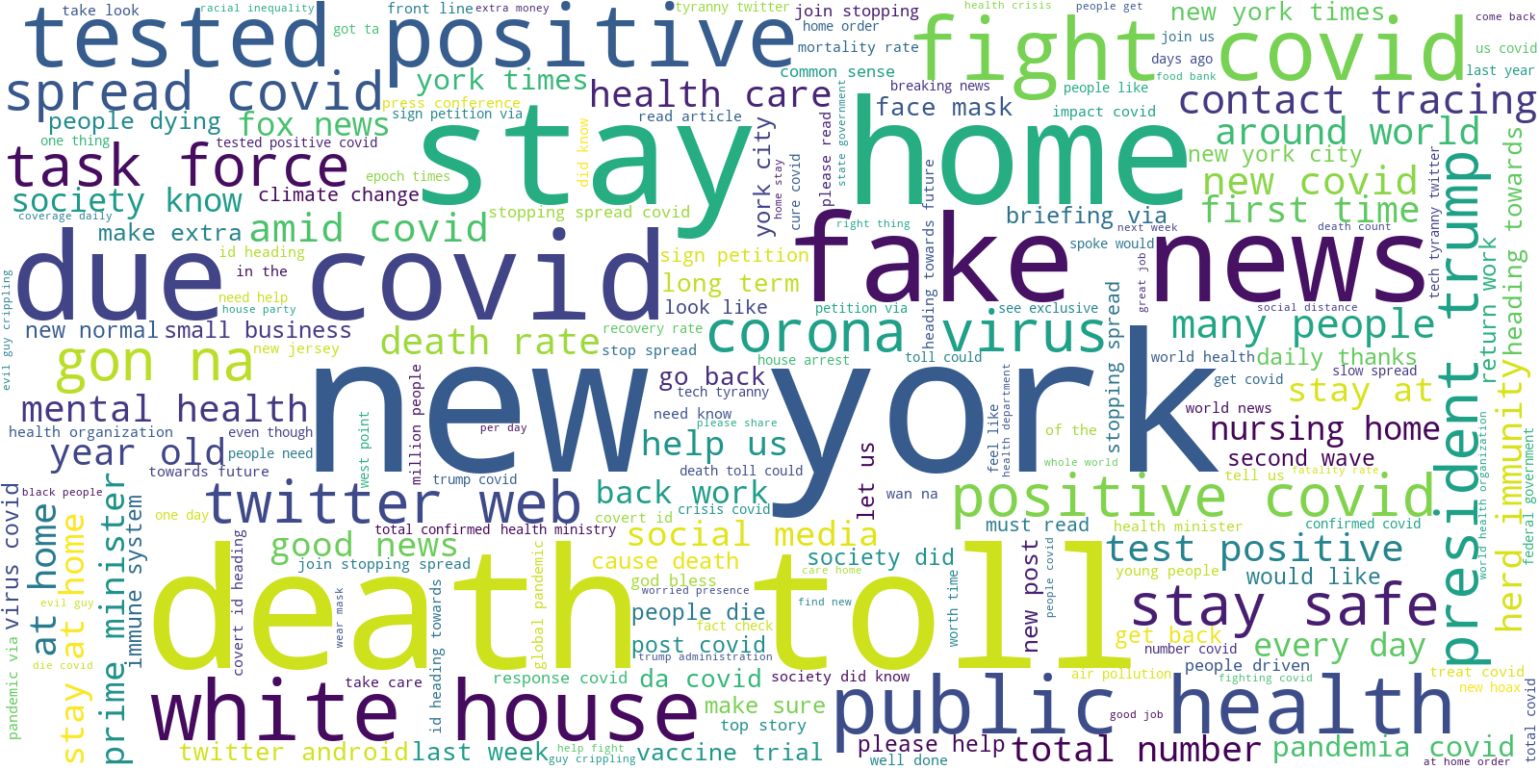 take look
racial inequality
extra money
tyranny twitter
join stopping
health crisis
people get
new york times
come back
tested positive
got ta
front line
home order
mortality rate
fight covid
join us
us covid
days ago
last year
food bank
spread covid
york times
press conference
sign petition via
health care
read article
common sense
breaking news
people like
face mask
impact covid
contact tracing
people dying
fox news
one thing
tested positive covid
stay home
around world
new york city
task force
epoch times
climate change
did know
york city
home stay
cure covid
please read
state government
heading towards future
new covid
tech tyranny twitter
heading towards
society know
coverage daily
make extra
amid covid
stopping spread covid
right thing
briefing via
first time
next week
death count
spoke would
id heading
in the
need help
house party
due covid
sign petition
long term
look like
fake news
great job
president trump
return work
evil guy crippling
new normal
small business
new jersey
death rate
recovery rate
stop spread
petition via
see exclusive
social distance
corona virus
many people
house arrest
toll could
world health
daily thanks
slow spread
gon na
go back
tech tyranny
get covid
stay at
stopping spread
mental health
million people
per day
need know
please share
new york
world news
health organization
even though
year old
people need
west point
help us
death toll could
feel like
health department
of the
whole world
nursing home
second wave
herd immunity
towards future
trump covid
tell us
fatality rate
world health organization
federal government
black people
virus covid
at home
prime minister
immune system
one day
twitter web
back work
crisis covid
covert id
let us
wan na
positive covid
total confirmed health ministry
social media
must read
health minister
confirmed covid
good news
join stopping spread
cause death
society did
test positive
covert id heading
wear mask
id heading towards
global pandemic
god bless
worried presence
care home
find new
worth time
new post
people covid
young people
would like
evil guy
stay at home
die covid
pandemic via
death toll
people die
fact check
post covid
trump administration
stay safe
get back
number covid
every day
people driven
fighting covid
treat covid
new hoax
air pollution
take care
response covid
da covid
society did know
white house
make sure
top story
public health
good job
total covid
twitter android
last week
help fight
guy crippling
vaccine trial
please help
well done
total number
pandemia covid
at home order